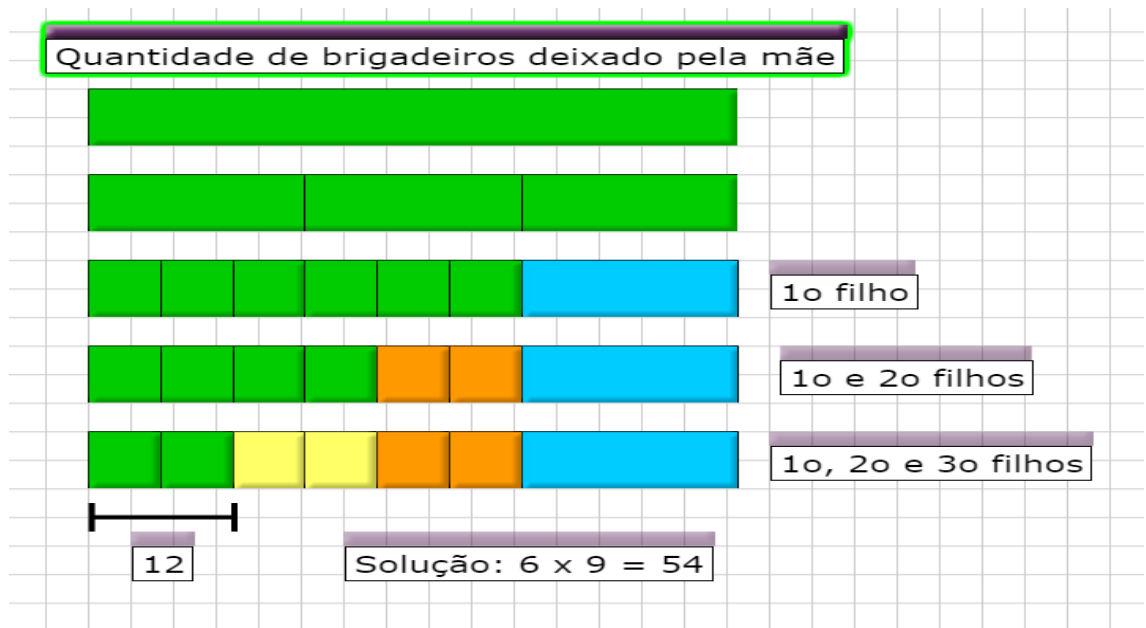 Quantidade de brigadeiros deixado pela mãe
1o filho
1o e 2o filhos
1o, 2o e 3o filhos
12
Solução: 6 x 9 = 54